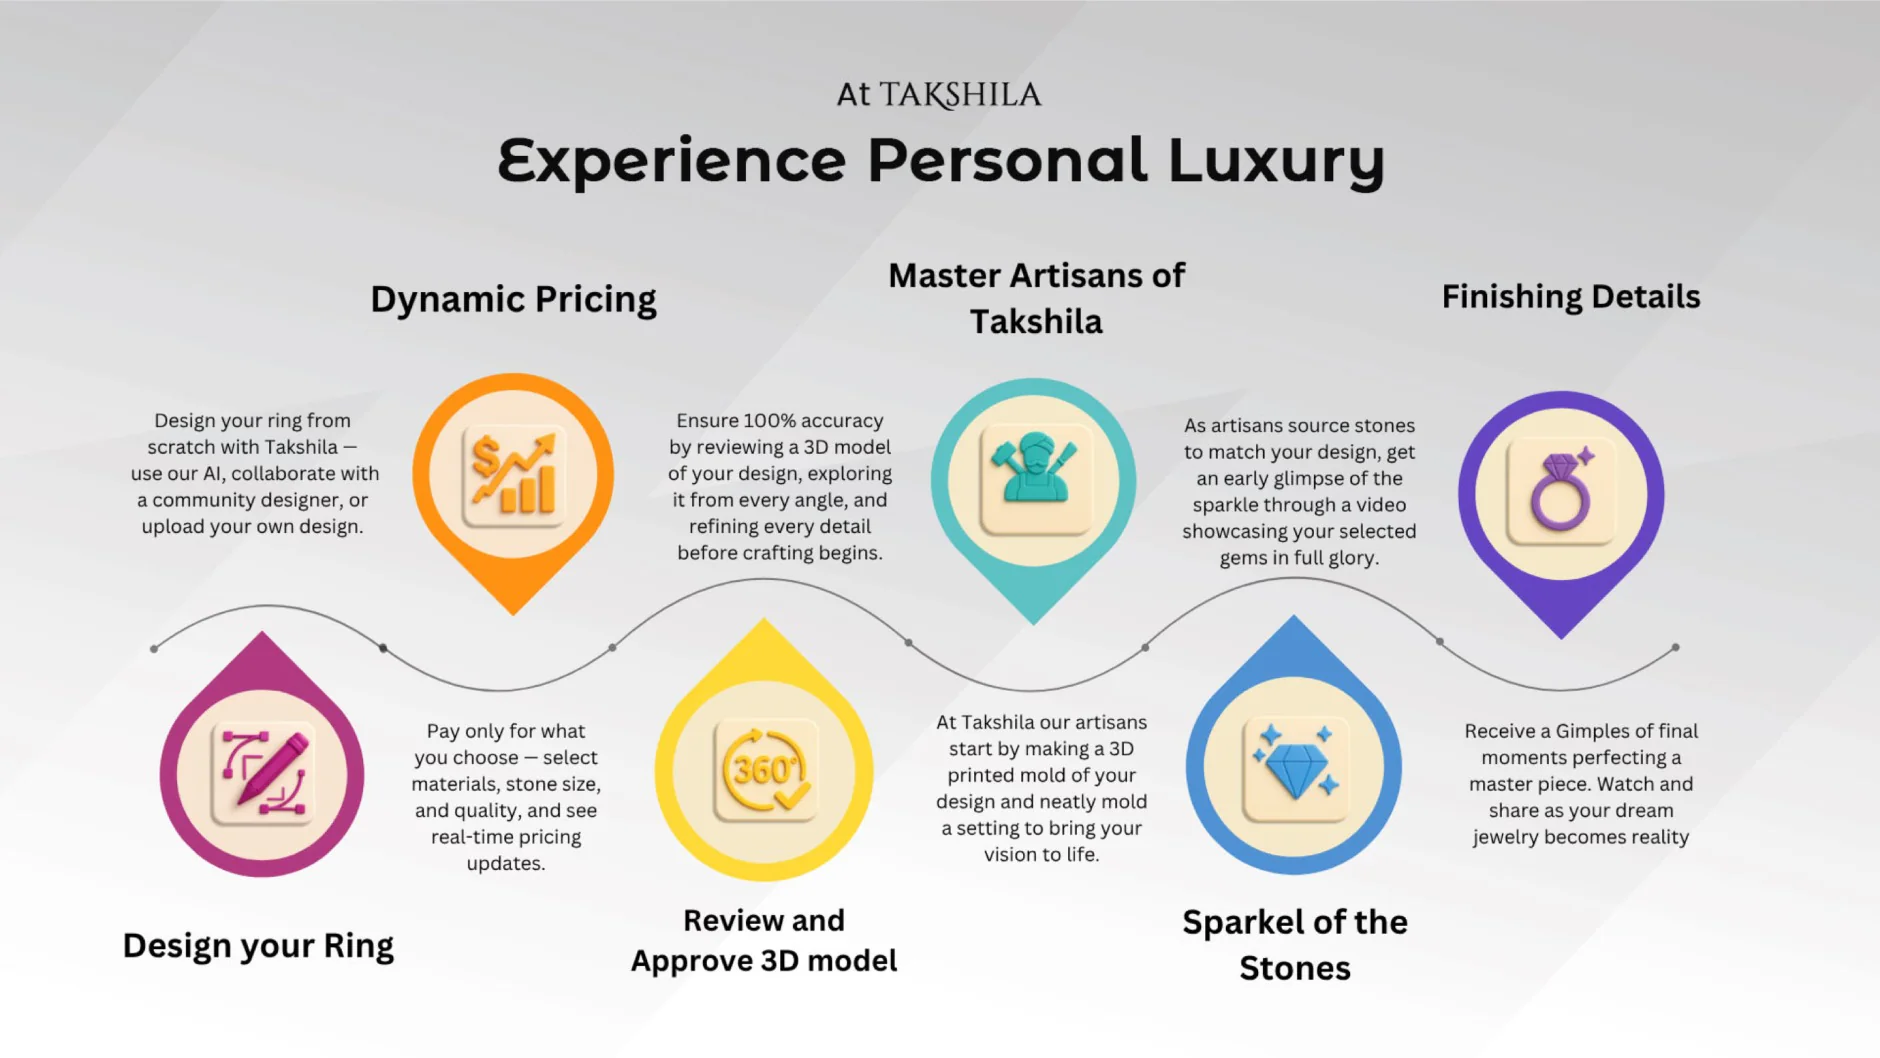 At TAKSHILA
Experience Personal Luxury
Design your ring from
scratch with Takshila –
use our AI, collaborate with
a community designer, or
upload your own design.
Design your Ring
Dynamic Pricing
$
Pay only for what
you choose – select
materials, stone size,
and quality, and see
real-time pricing
updates.
Ensure 100% accuracy
by reviewing a 3D model
of your design, exploring
it from every angle, and
refining every detail
before crafting begins.
360°
Review and
Approve 3D model
Master Artisans of
Takshila
At Takshila our artisans
start by making a 3D
printed mold of your
design and neatly mold
a setting to bring your
vision to life.
As artisans source stones
to match your design, get
an early glimpse of the
sparkle through a video
showcasing your selected
gems in full glory.
Sparkel of the
Stones
Finishing Details
Receive a Gimples of final
moments perfecting a
master piece. Watch and
share as your dream
jewelry becomes reality